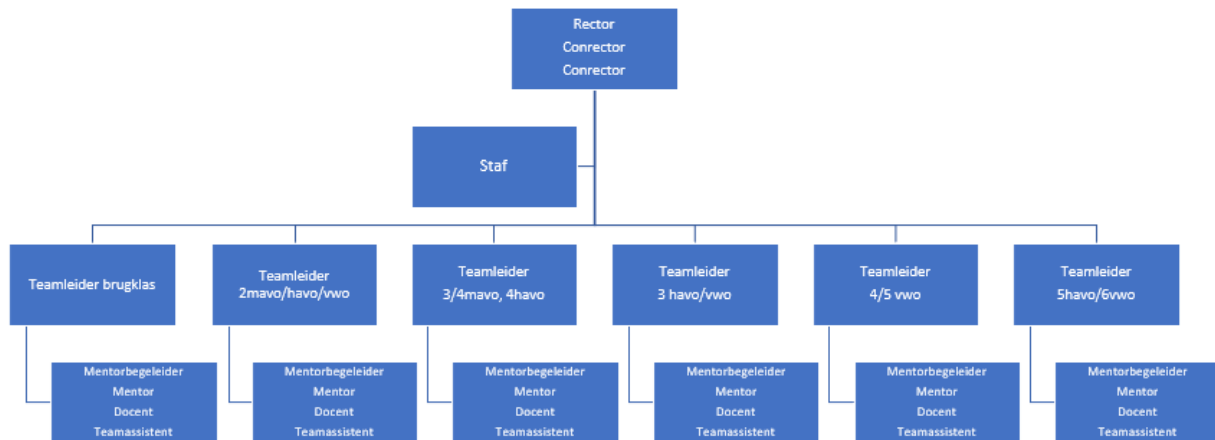 Rector
Conrector
Conrector
Staf
Teamleider brugklas
Teamleider
2mavo/havo/vwo
Teamleider
3/4mavo, 4havo
Teamleider
3 havo/vwo
Teamleider
4/5 vwo
Teamleider
5havo/6vwo
Mentorbegeleider
Mentor
Docent
Teamassistent
Mentorbegeleider
Mentor
Docent
Teamassistent
Mentorbegeleider
Mentor
Docent
Teamassistent
Mentorbegeleider
Mentor
Docent
Teamassistent
Mentorbegeleider
Mentor
Docent
Teamassistent
Mentorbegeleider
Mentor
Docent
Teamassistent